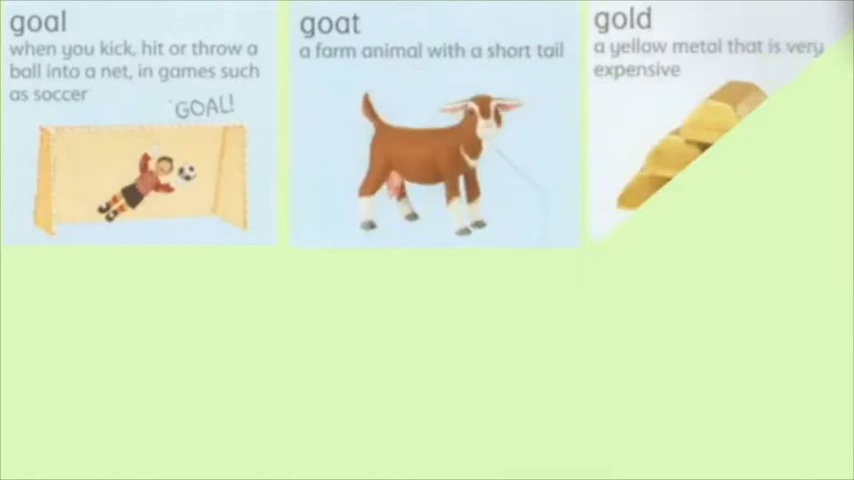 goal
when you kick, hit or throw a
ball into a net, in games such
as soccer
GOAL!
goat
a farm animal with a short tail
gold
a yellow metal that is very
expensive